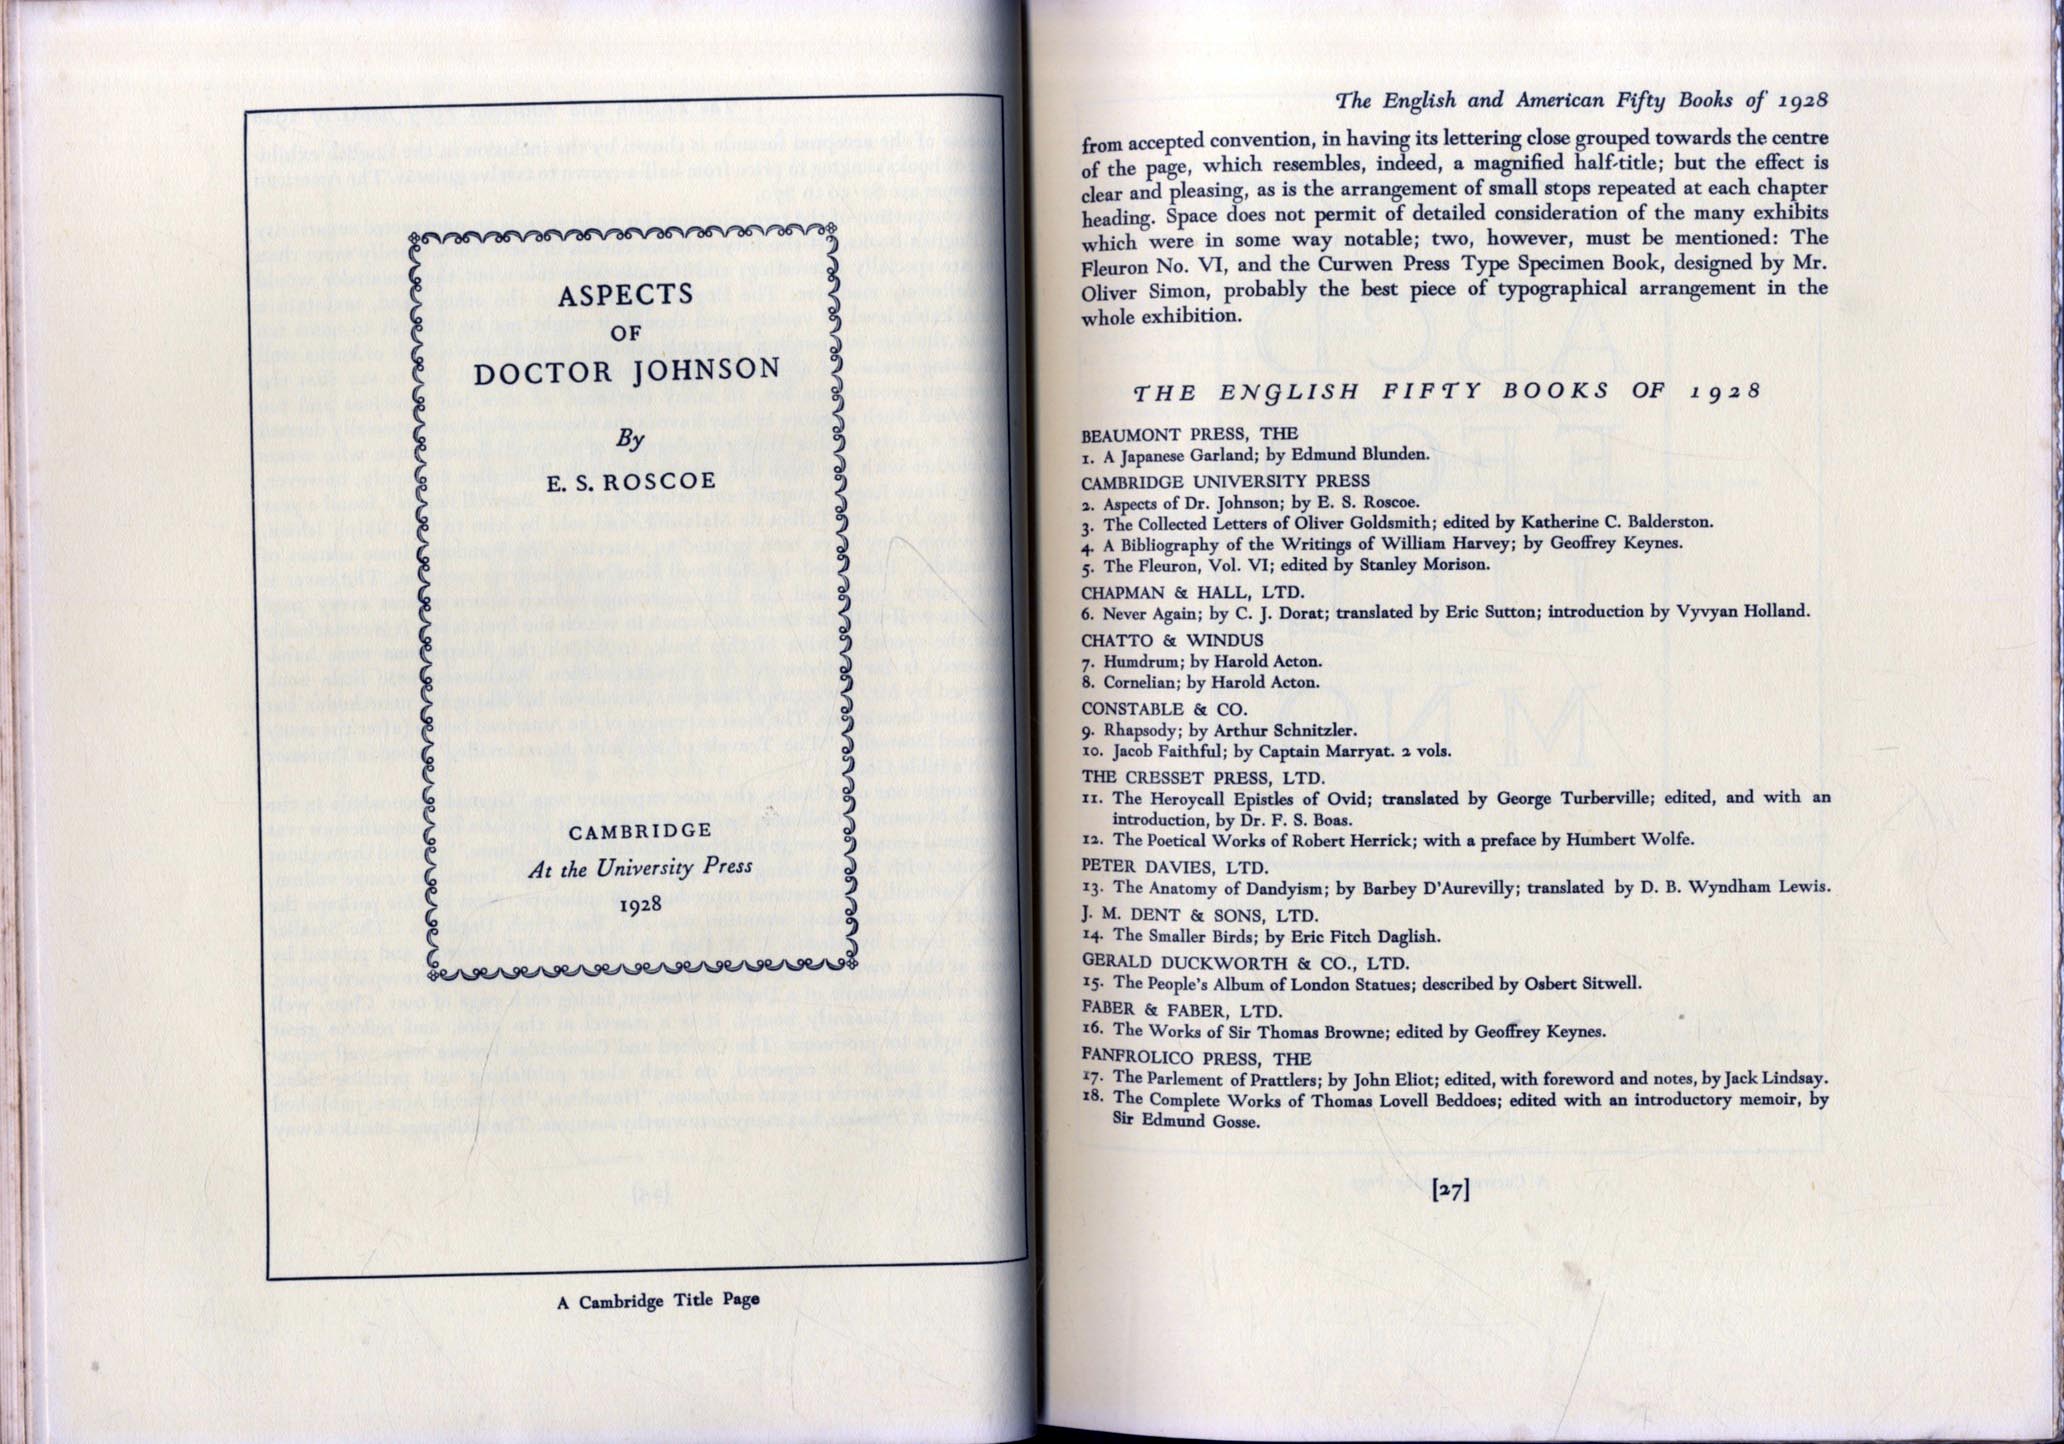 ASPECTS
OF
DOCTOR JOHNSON
By
E. S. ROSCOE
CAMBRIDGE
At the University Press
1928
A Cambridge Title Page
The English and American Fifty Books of 1928
from accepted convention, in having its lettering close grouped towards the centre
of the page, which resembles, indeed, a magnified half-title; but the effect is
clear and pleasing, as is the arrangement of small stops repeated at each chapter
heading. Space does not permit of detailed consideration of the many exhibits
which were in some way notable; two, however, must be mentioned: The
Fleuron No. VI, and the Curwen Press Type Specimen Book, designed by Mr.
Oliver Simon, probably the best piece of typographical arrangement in the
whole exhibition.
THE ENGLISH FIFTY BOOKS OF 1928
BEAUMONT PRESS, THE
1. A Japanese Garland; by Edmund Blunden.
CAMBRIDGE UNIVERSITY PRESS
2. Aspects of Dr. Johnson; by E. S. Roscoe.
3. The Collected Letters of Oliver Goldsmith; edited by Katherine C. Balderston.
4. A Bibliography of the Writings of William Harvey; by Geoffrey Keynes.
5. The Fleuron, Vol. VI; edited by Stanley Morison.
CHAPMAN & HALL, LTD.
6. Never Again; by C. J. Dorat; translated by Eric Sutton; introduction by Vyvyan Holland.
CHATTO & WINDUS
7. Humdrum; by Harold Acton.
8. Cornelian; by Harold Acton.
CONSTABLE & CO.
9. Rhapsody; by Arthur Schnitzler.
10. Jacob Faithful; by Captain Marryat. 2 vols.
THE CRESSET PRESS, LTD.
11. The Heroycall Epistles of Ovid; translated by George Turberville; edited, and with an
introduction, by Dr. F. S. Boas.
12. The Poetical Works of Robert Herrick; with a preface by Humbert Wolfe.
PETER DAVIES, LTD.
13. The Anatomy of Dandyism; by Barbey D'Aurevilly; translated by D. B. Wyndham Lewis.
J. M. DENT & SONS, LTD.
14. The Smaller Birds; by Eric Fitch Daglish.
GERALD DUCKWORTH & CO., LTD.
15. The People's Album of London Statues; described by Osbert Sitwell.
FABER & FABER, LTD.
16. The Works of Sir Thomas Browne; edited by Geoffrey Keynes.
FANFROLICO PRESS, THE
17. The Parlement of Prattlers; by John Eliot; edited, with foreword and notes, by Jack Lindsay.
18. The Complete Works of Thomas Lovell Beddoes; edited with an introductory memoir, by
Sir Edmund Gosse.
[27]